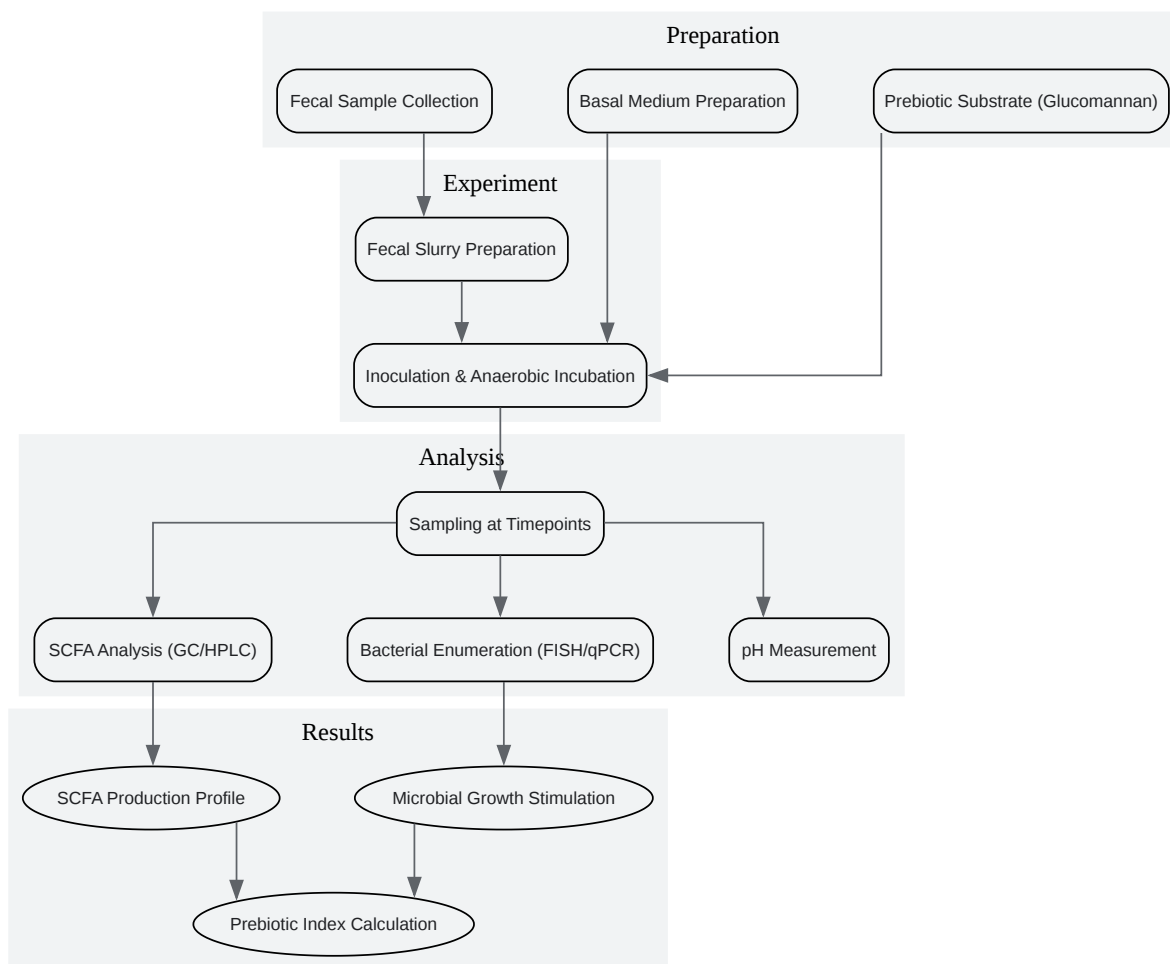 Preparation
Fecal Sample Collection
Basal Medium Preparation
Prebiotic Substrate (Glucomannan)
Experiment
Fecal Slurry Preparation
Inoculation & Anaerobic Incubation
Analysis
Sampling at Timepoints
SCFA Analysis (GC/HPLC)
Bacterial Enumeration (FISH/qPCR)
pH Measurement
Results
SCFA Production Profile
Microbial Growth Stimulation
Prebiotic Index Calculation